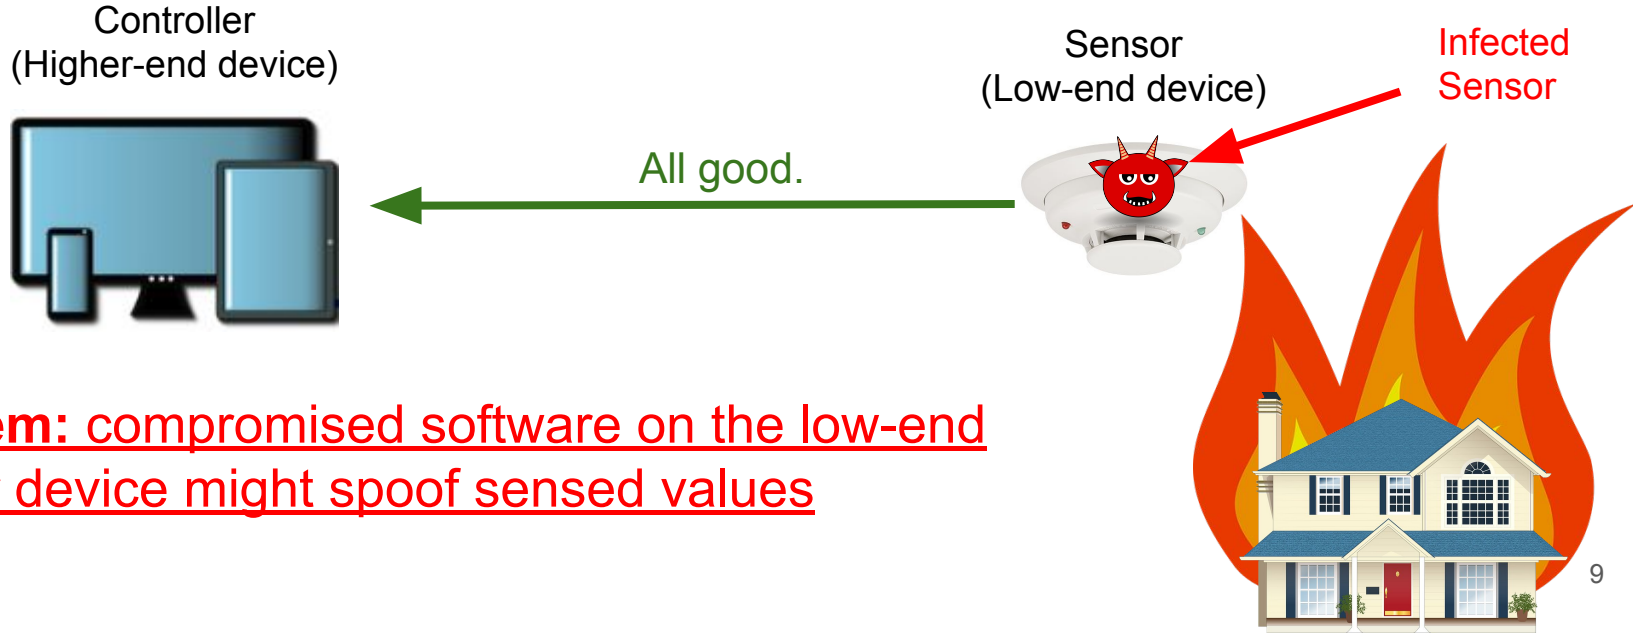 Controller
(Higher-end device)
Sensor
(Low-end device)
Infected
Sensor
All good.
em: compromised software on the low-end
device might spoof sensed values
9